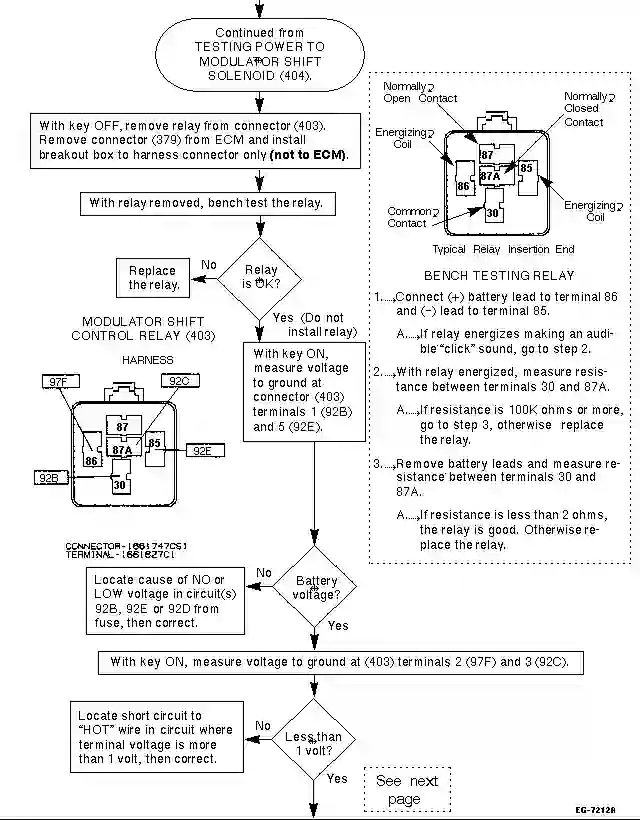 Continued from
TESTING POWER TO
MODULATOR SHIFT
SOLENOID (404).
With key OFF, remove relay from connector (403).
Remove connector (379) from ECM and install
breakout box to harness connector only (not to ECM).
With relay removed, bench test the relay.
Relay
is OK?
No
Replace
the relay.
Yes (Do not
install relay)
MODULATOR SHIFT
CONTROL RELAY (403)
HARNESS
97F
92C
87
87A
85
86
30
92E
92B
CONNECTOR-1661747C91
TERMINAL-1661827C1
With key ON,
measure voltage
to ground at
connector (403)
terminals 1 (92B)
and 5 (92E).
Battery
voltage?
No
Locate cause of NO or
LOW voltage in circuit(s)
92B, 92E or 92D from
fuse, then correct.
Yes
With key ON, measure voltage to ground at (403) terminals 2 (97F) and 3 (92C).
Less than
1 volt?
No
Locate short circuit to
"HOT" wire in circuit where
terminal voltage is more
than 1 volt, then correct.
Yes
See next
page
Normally
Open Contact
Normally
Closed
Contact
Energizing
Coil
87
87A
85
86
30
Common
Contact
Energizing
Coil
Typical Relay Insertion End
BENCH TESTING RELAY
1. Connect (+) battery lead to terminal 86
and (–) lead to terminal 85.
A. If relay energizes making an audi-
ble "click" sound, go to step 2.
2. With relay energized, measure resis-
tance between terminals 30 and 87A.
A. If resistance is 100K ohms or more,
go to step 3, otherwise replace
the relay.
3. Remove battery leads and measure re-
sistance between terminals 30 and
87A.
A. If resistance is less than 2 ohms,
the relay is good. Otherwise re-
place the relay.
EG-7212A